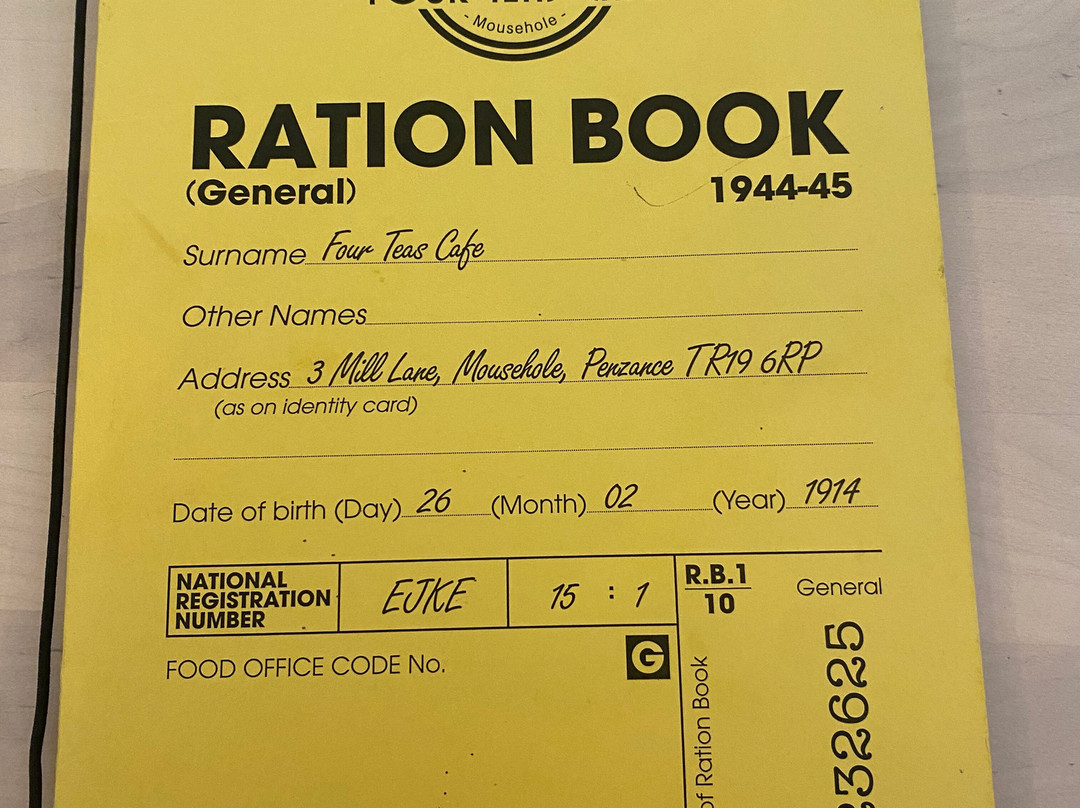 - Mousehole -
RATION BOOK
(General) 1944-45
Surname Four Teas Cafe
Other Names
Address 3 Mill Lane, Mousehole, Penzance TR19 6RP
(as on identity card)
Date of birth (Day) 26 (Month) 02 (Year) 1914
NATIONAL
REGISTRATION
NUMBER
EJKE 15 : 1
R.B.1
10
General
FOOD OFFICE CODE No.
G
of Ration Book
32625